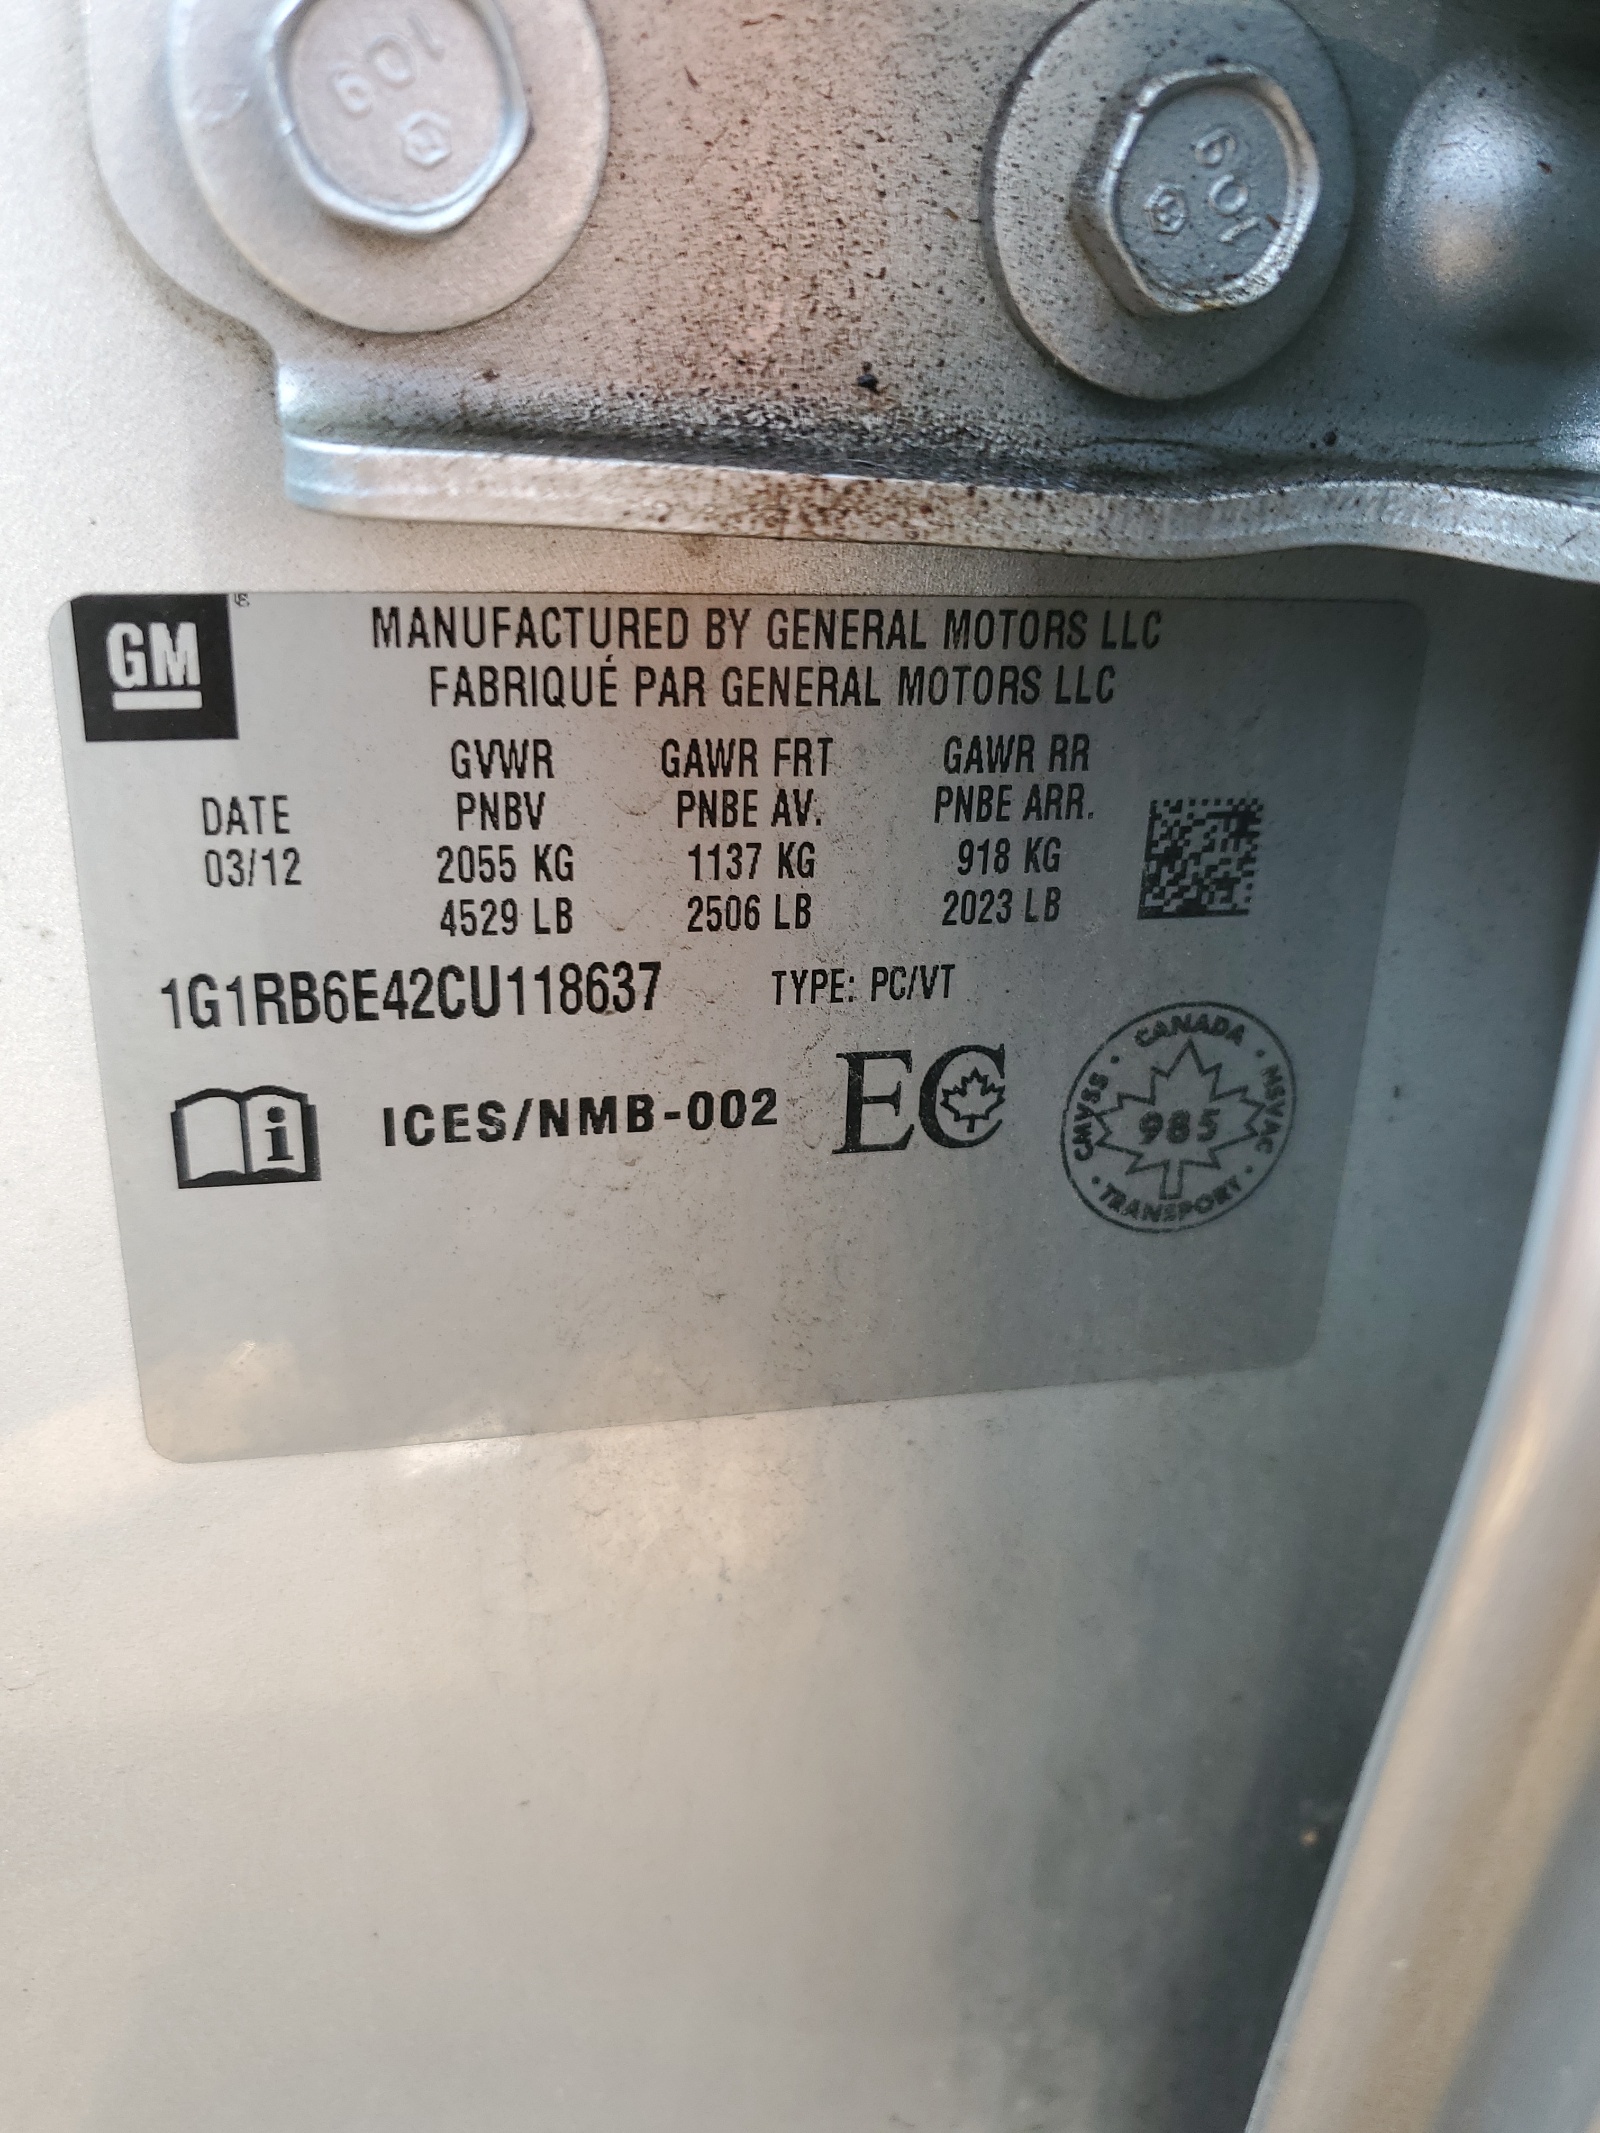 109
109
GM
MANUFACTURED BY GENERAL MOTORS LLC
FABRIQUÉ PAR GENERAL MOTORS LLC
GVWR GAWR FRT GAWR RR
DATE PNBV PNBE AV. PNBE ARR.
03/12 2055 KG 1137 KG 918 KG
4529 LB 2506 LB 2023 LB
1G1RB6E42CU118637 TYPE: PC/VT
i ICES/NMB-002 EC
CANADA
CMVSS 985 NSVAC
TRANSPORT